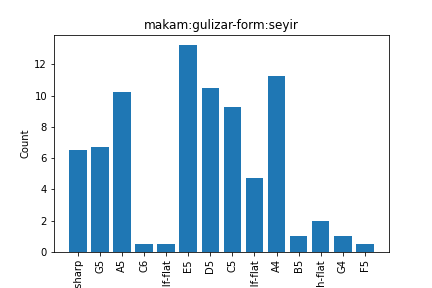 makam:gulizar-form:seyir
12
10
8
6
4
2
0
Count
sharp
G5
A5
C6
lf-flat
E5
D5
C5
lf-flat
A4
B5
h-flat
G4
F5